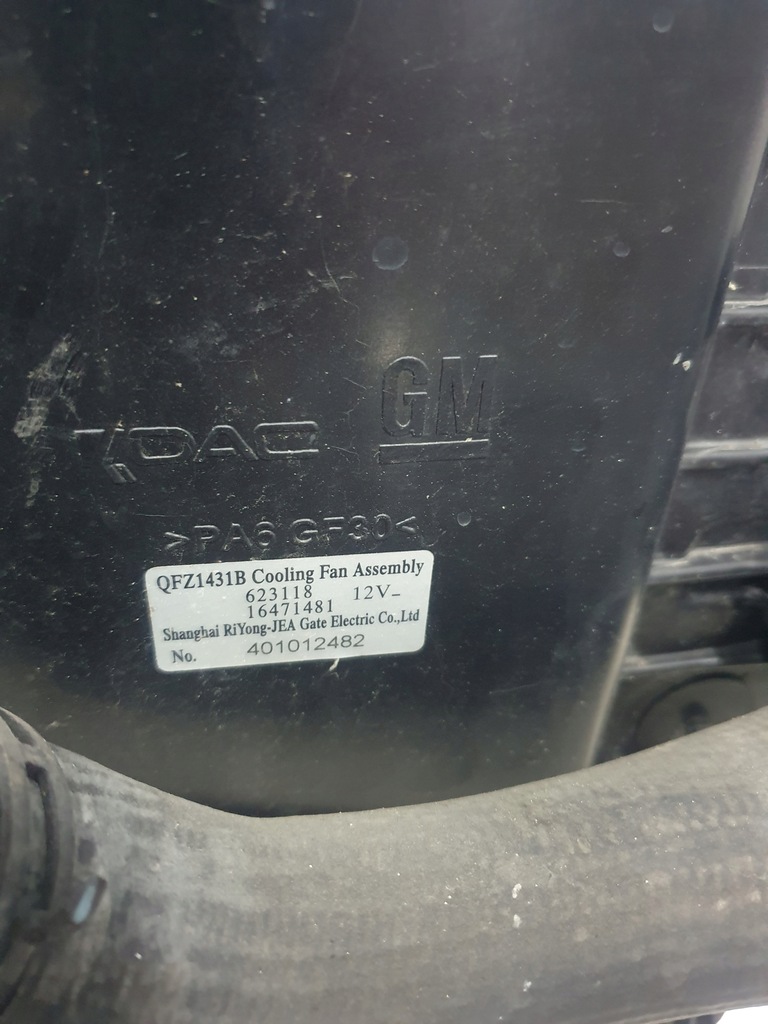 GM
>PA6 GF30<
QFZ1431B Cooling Fan Assembly
623118 12V-
16471481
Shanghai RiYong-JEA Gate Electric Co.,Ltd
No. 401012482